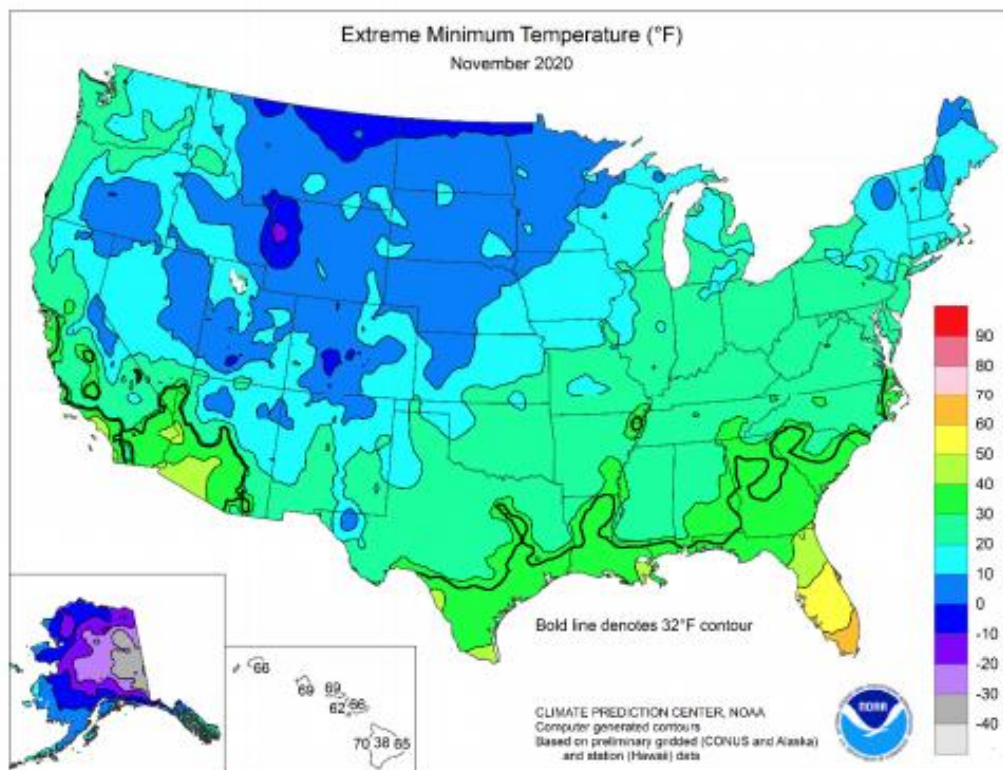 Extreme Minimum Temperature (°F)
November 2020
90
80
70
60
50
40
30
20
10
0
-10
-20
-30
-40
Bold line denotes 32°F contour
66
69
69
62
66
70
38
65
CLIMATE PREDICTION CENTER, NOAA
Computer generated contours
Based on preliminary gridded (CONUS and Alaska)
and station (Hawaii) data
NOAA